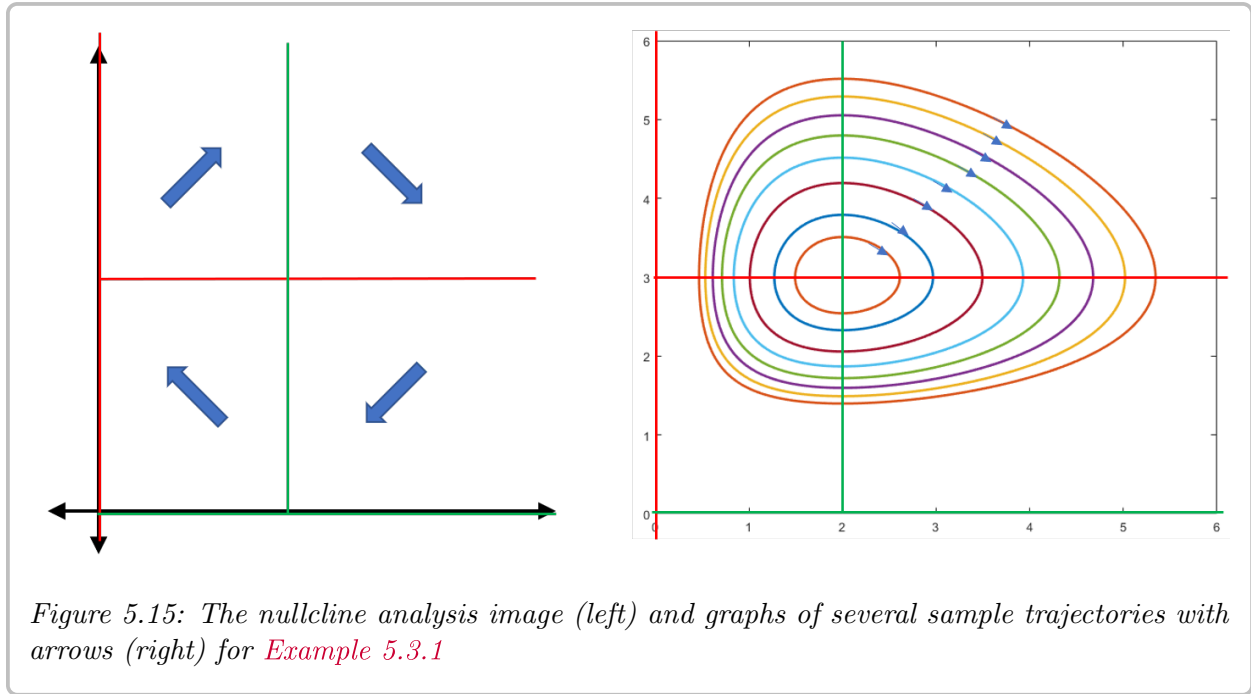 6
5
4
3
2
1
0
0 1 2 3 4 5 6
Figure 5.15: The nullcline analysis image (left) and graphs of several sample trajectories with
arrows (right) for Example 5.3.1